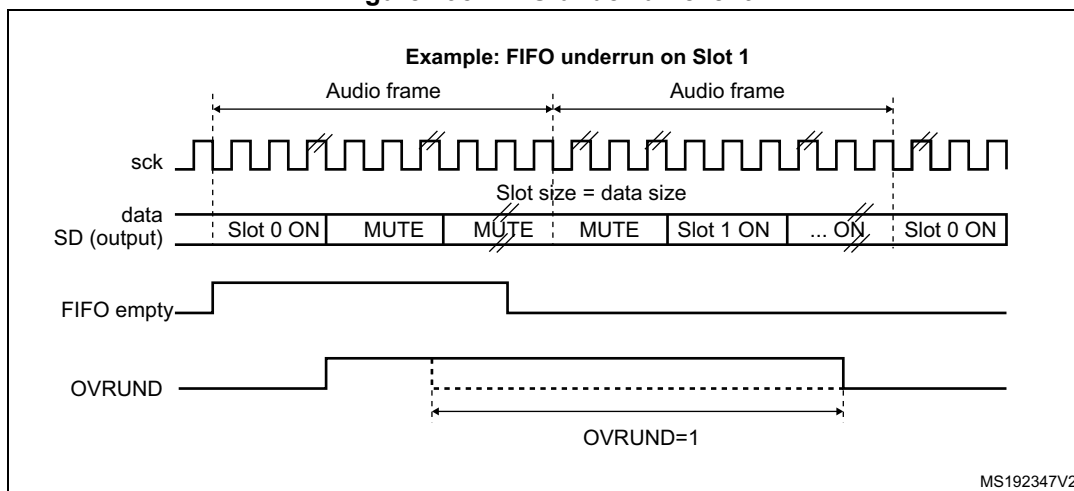 Example: FIFO underrun on Slot 1
Audio frame
Audio frame
sck
Slot size = data size
data
SD (output)
Slot 0 ON
MUTE
MUTE
MUTE
Slot 1 ON
... ON
Slot 0 ON
FIFO empty
OVRUND
OVRUND=1
MS192347V2